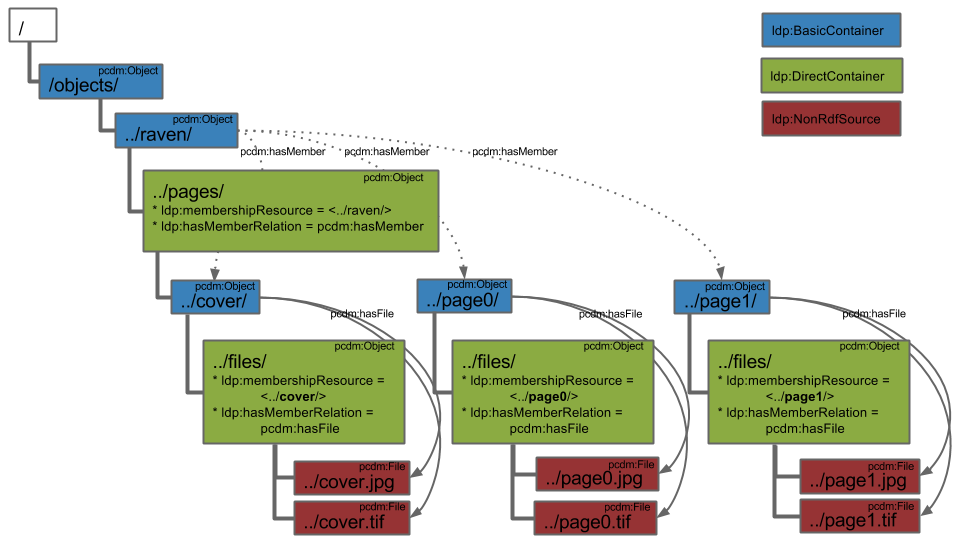 /
ldp:BasicContainer
pcdm:Object
/objects/
ldp:DirectContainer
ldp:NonRdfSource
pcdm:Object
../raven/
pcdm:hasMember
pcdm:hasMember
pcdm:hasMember
pcdm:Object
../pages/
* ldp:membershipResource = <../raven/>
* ldp:hasMemberRelation = pcdm:hasMember
pcdm:Object
../cover/
pcdm:hasFile
pcdm:Object
../files/
* ldp:membershipResource =
<../cover/>
* ldp:hasMemberRelation =
pcdm:hasFile
pcdm:File
../cover.jpg
pcdm:File
../cover.tif
pcdm:Object
../page0/
pcdm:hasFile
pcdm:Object
../files/
* ldp:membershipResource =
<../page0/>
* ldp:hasMemberRelation =
pcdm:hasFile
pcdm:File
../page0.jpg
pcdm:File
../page0.tif
pcdm:Object
../page1/
pcdm:hasFile
pcdm:Object
../files/
* ldp:membershipResource =
<../page1/>
* ldp:hasMemberRelation =
pcdm:hasFile
pcdm:File
../page1.jpg
pcdm:File
../page1.tif